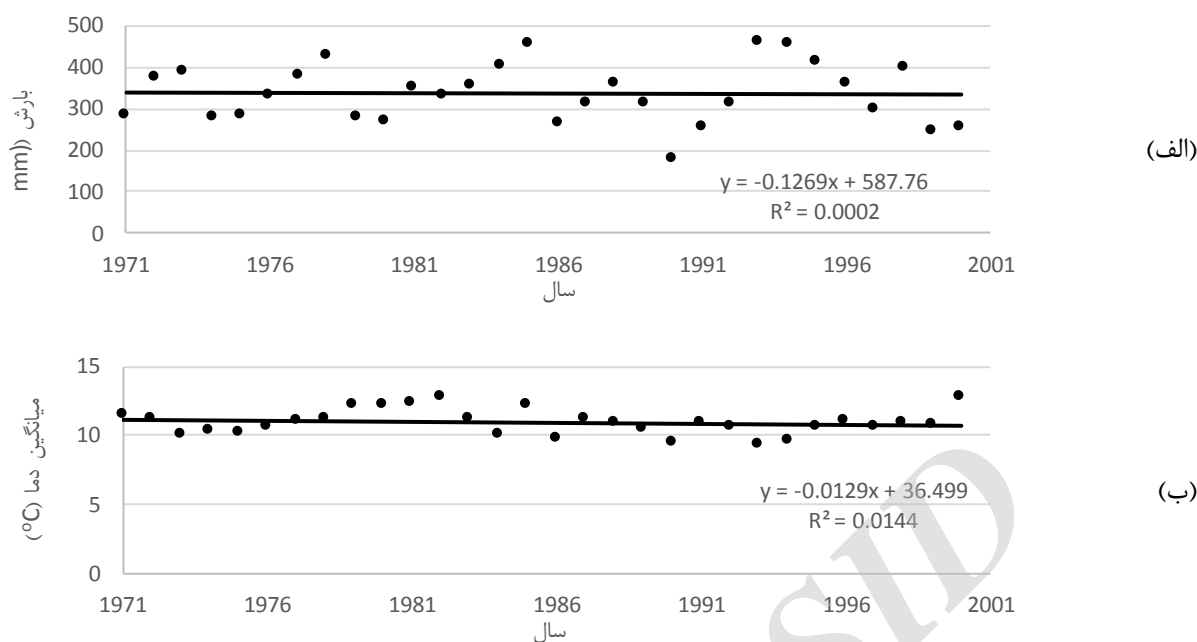 500
400
300
200
100
0
بارش ((mm
y = -0.1269x + 587.76
R² = 0.0002
1971 1976 1981 1986 1991 1996 2001
سال
(الف)
15
10
5
0
میانگین دما (°C)
y = -0.0129x + 36.499
R² = 0.0144
1971 1976 1981 1986 1991 1996 2001
سال
(ب)
SID